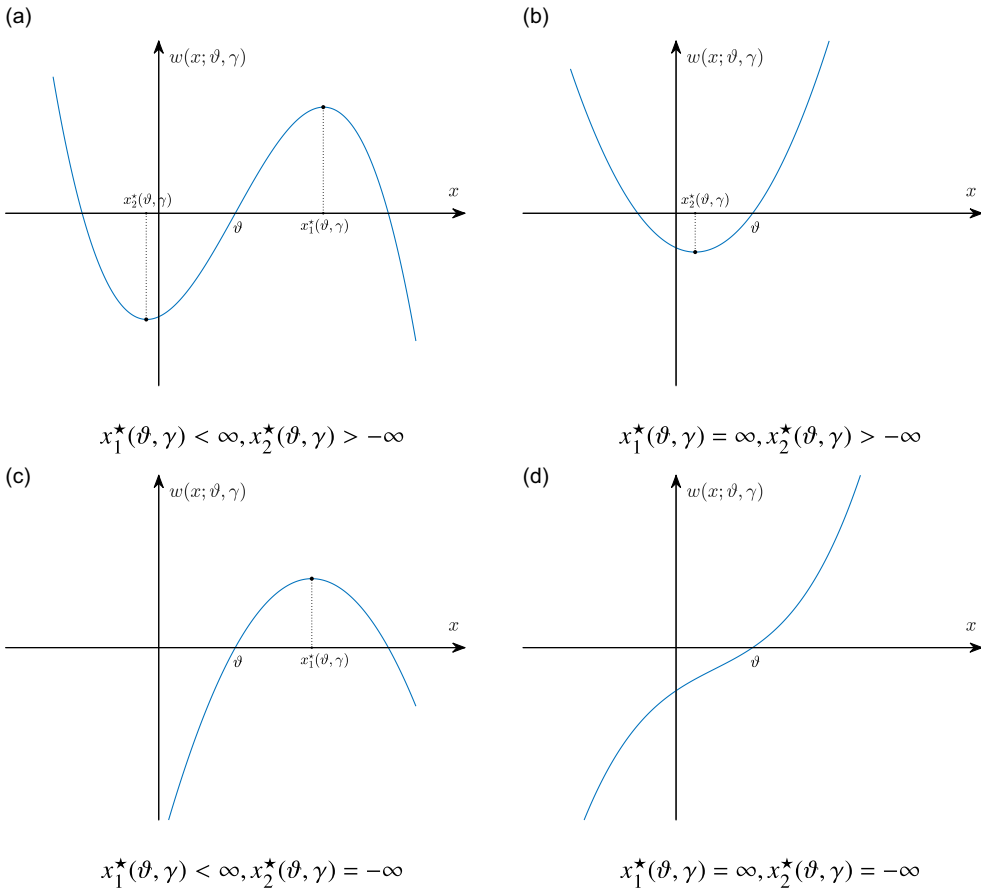 (a)
w(x; ϑ, γ)
x
x₂⋆(ϑ, γ)
ϑ
x₁⋆(ϑ, γ)
x₁★(ϑ, γ) < ∞, x₂★(ϑ, γ) > −∞
(b)
w(x; ϑ, γ)
x
x₂⋆(ϑ, γ)
ϑ
x₁★(ϑ, γ) = ∞, x₂★(ϑ, γ) > −∞
(c)
w(x; ϑ, γ)
x
ϑ
x₁⋆(ϑ, γ)
x₁★(ϑ, γ) < ∞, x₂★(ϑ, γ) = −∞
(d)
w(x; ϑ, γ)
x
ϑ
x₁★(ϑ, γ) = ∞, x₂★(ϑ, γ) = −∞